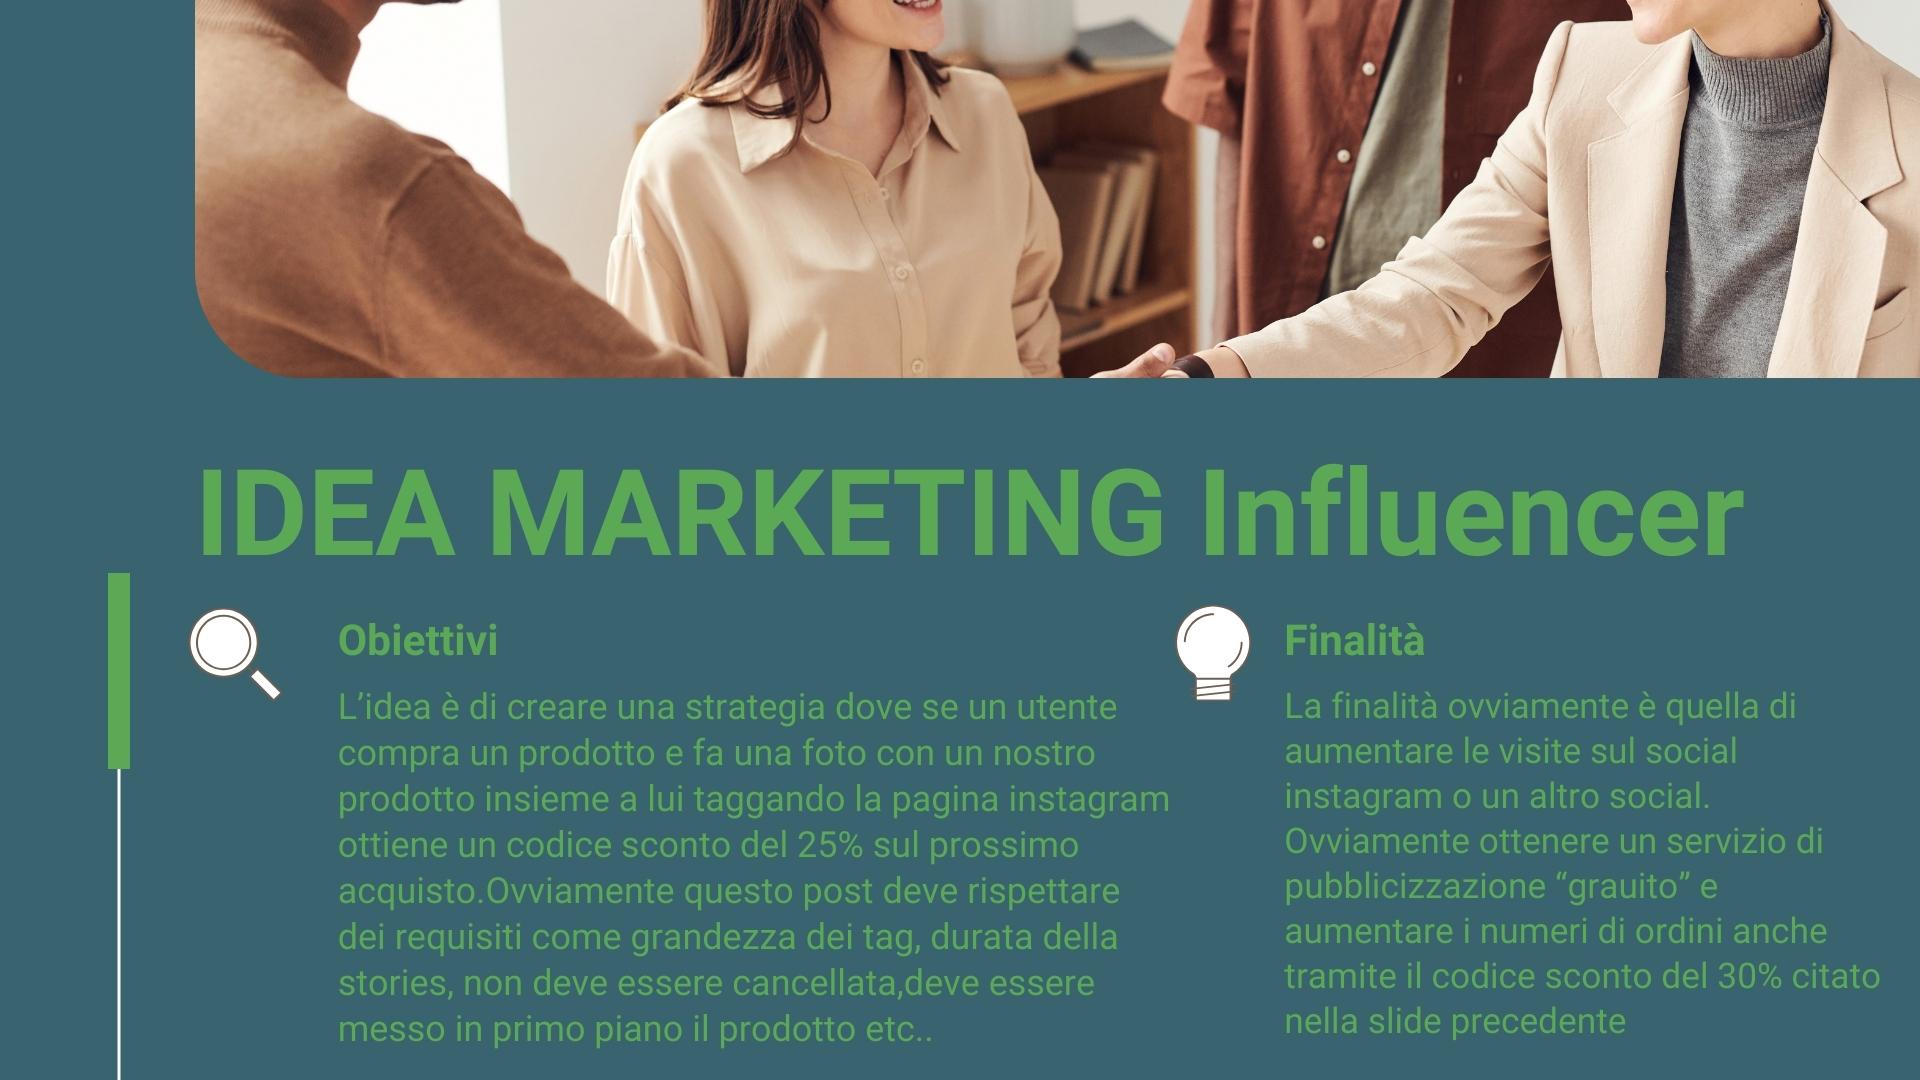 IDEA MARKETING Influencer
Obiettivi
L’idea è di creare una strategia dove se un utente
compra un prodotto e fa una foto con un nostro
prodotto insieme a lui taggando la pagina instagram
ottiene un codice sconto del 25% sul prossimo
acquisto.Ovviamente questo post deve rispettare
dei requisiti come grandezza dei tag, durata della
stories, non deve essere cancellata,deve essere
messo in primo piano il prodotto etc..
Finalità
La finalità ovviamente è quella di
aumentare le visite sul social
instagram o un altro social.
Ovviamente ottenere un servizio di
pubblicizzazione “grauito” e
aumentare i numeri di ordini anche
tramite il codice sconto del 30% citato
nella slide precedente